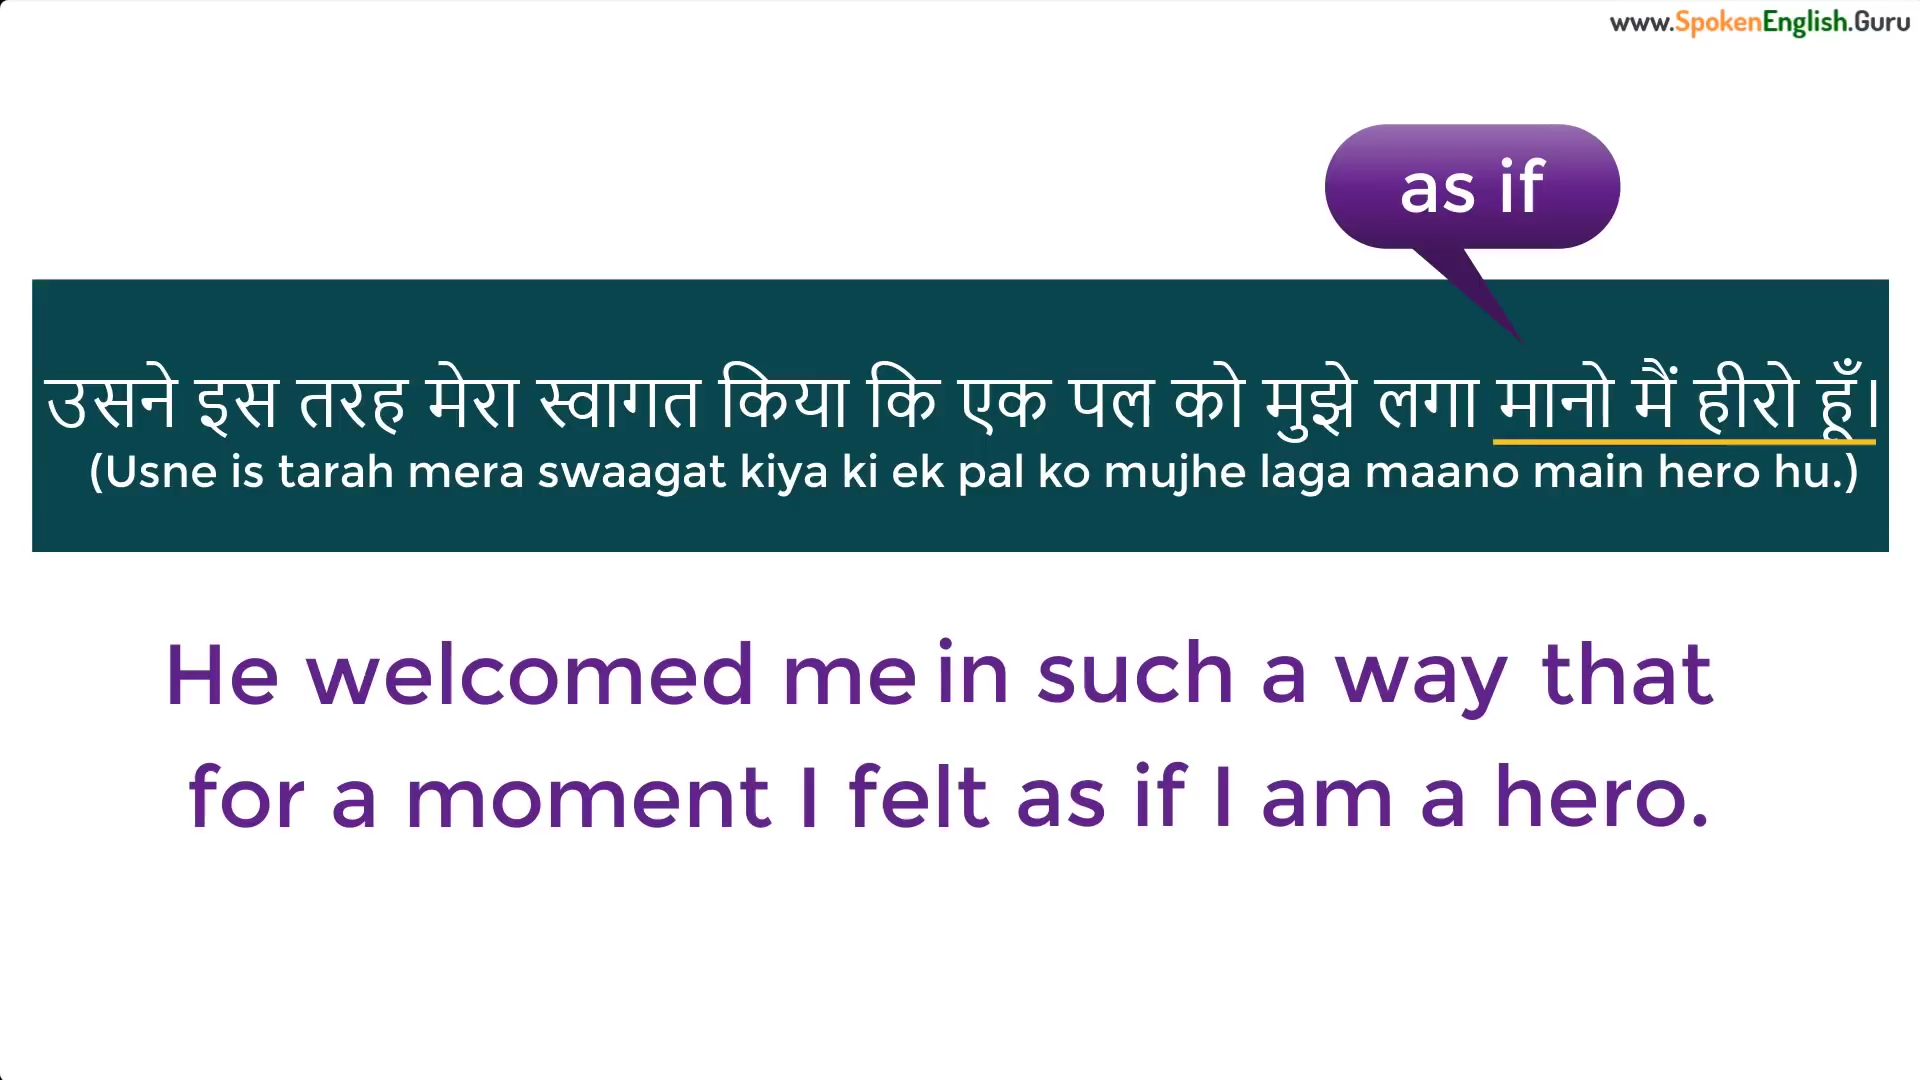 www.SpokenEnglish.Guru
as if
उसने इस तरह मेरा स्वागत किया कि एक पल को मुझे लगा मानो मैं हीरो हूँ।
(Usne is tarah mera swaagat kiya ki ek pal ko mujhe laga maano main hero hu.)
He welcomed me in such a way that
for a moment I felt as if I am a hero.